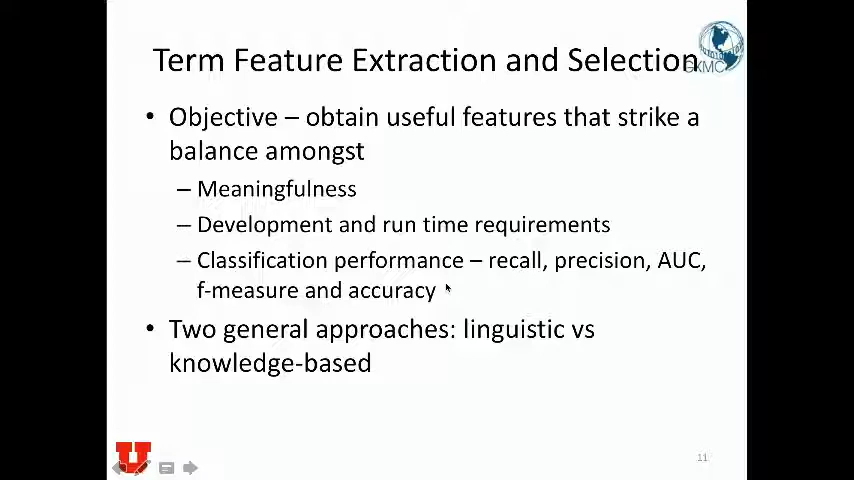 Term Feature Extraction and Selection
GKMC
• Objective – obtain useful features that strike a
balance amongst
– Meaningfulness
– Development and run time requirements
– Classification performance – recall, precision, AUC,
f-measure and accuracy
• Two general approaches: linguistic vs
knowledge-based
U
11